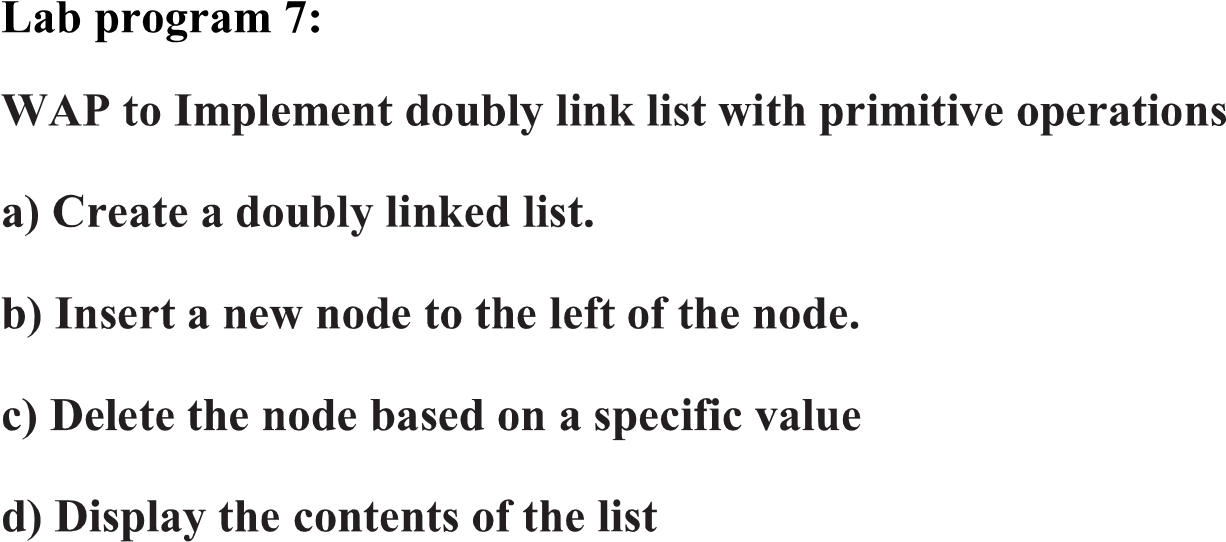 Lab program 7:
WAP to Implement doubly link list with primitive operations
a) Create a doubly linked list.
b) Insert a new node to the left of the node.
c) Delete the node based on a specific value
d) Display the contents of the list